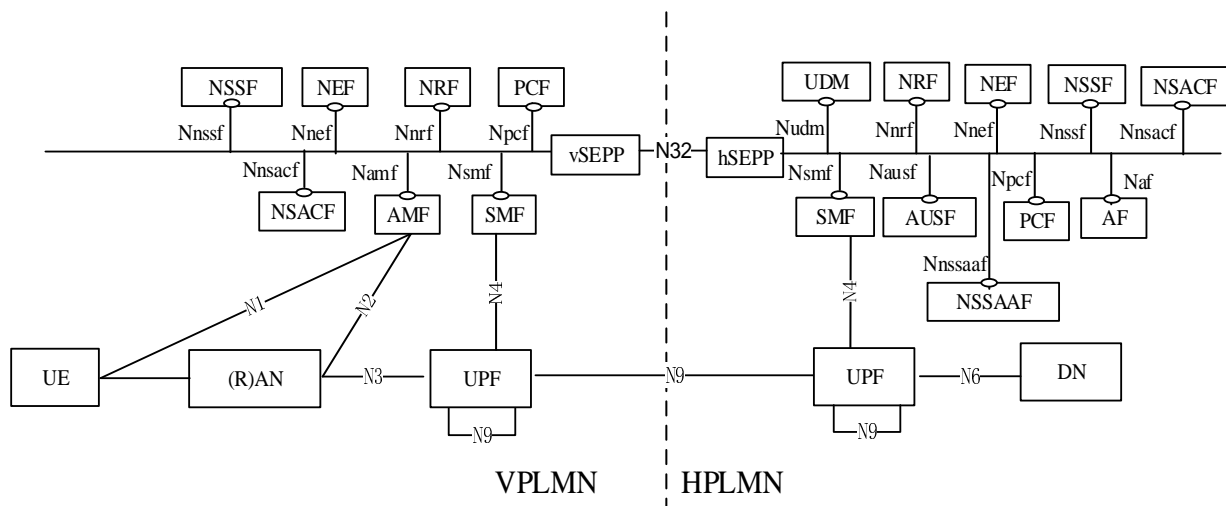 NSSF NEF NRF PCF UDM NRF NEF NSSF NSACF
Nnssf Nnef Nnrf Npcf Nudm Nnrf Nnef Nnssf Nnsacf
vSEPP N32 hSEPP
Nnsacf Namf Nsmf Nsmf Nausf Npcf Naf
NSACF AMF SMF SMF AUSF PCF AF
Nnssaaf
N1 N2 N4 N4 NSSAAF
UE (R)AN N3 UPF N9 UPF N6 DN
N9 N9
VPLMN HPLMN